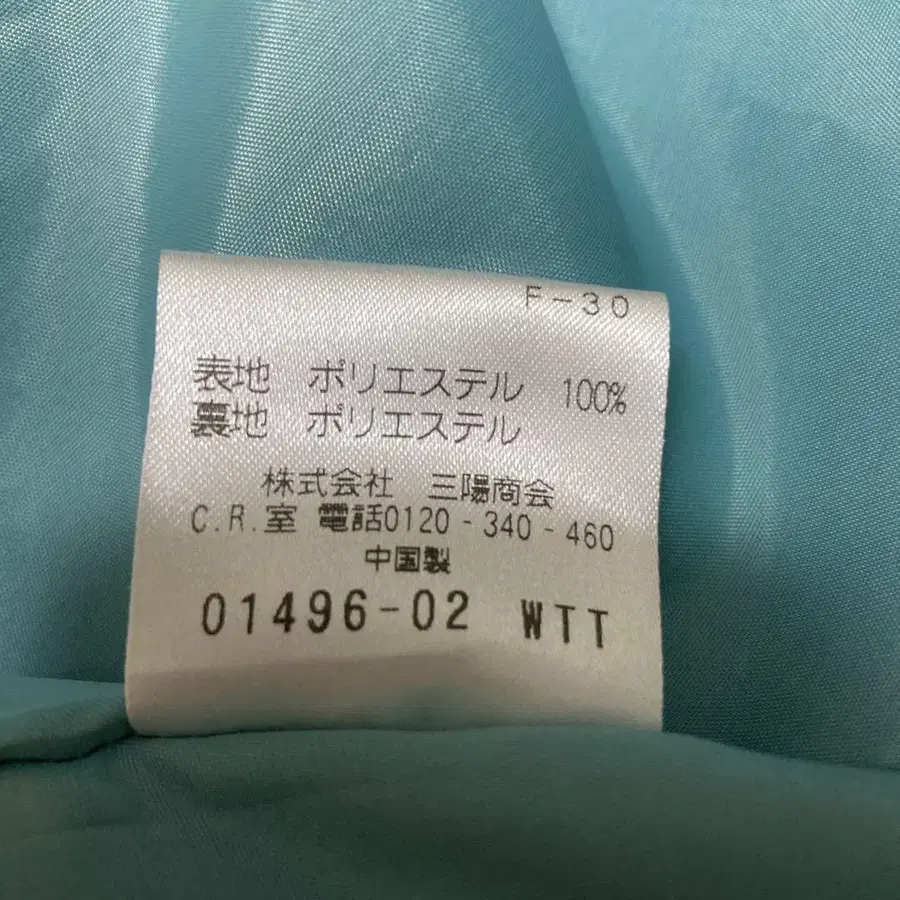 F-30
表地 ポリエステル 100%
裏地 ポリエステル
株式会社 三陽商会
C.R.室 電話0120-340-460
中国製
01496-02 WTT